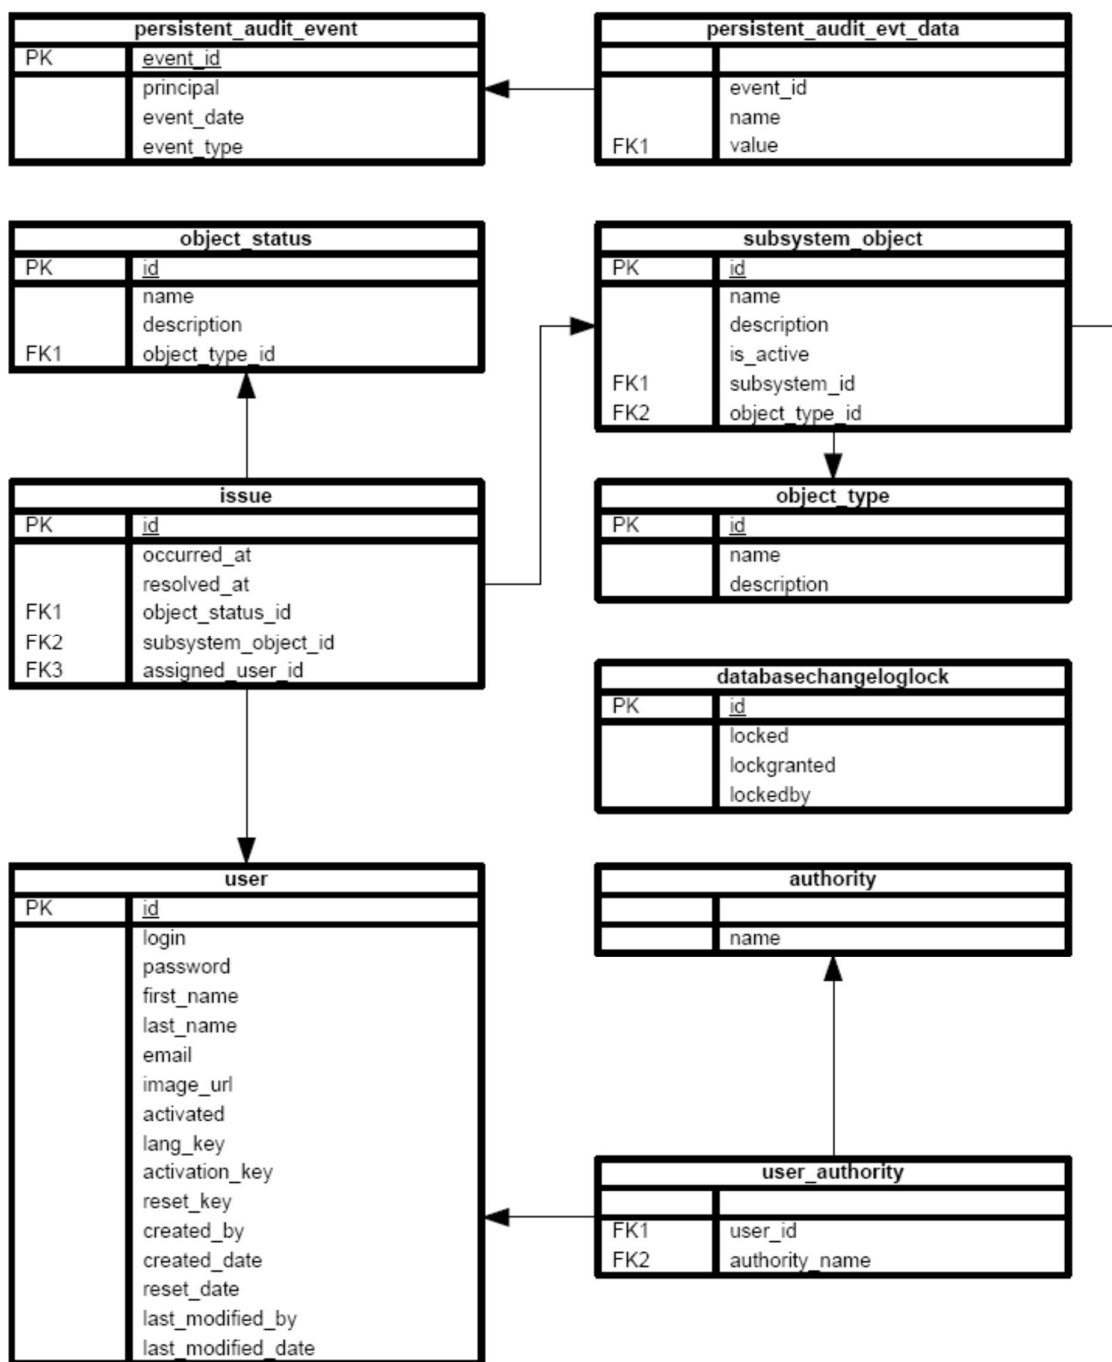 persistent_audit_event
PK event_id
principal
event_date
event_type
persistent_audit_evt_data
event_id
name
FK1 value
object_status
PK id
name
description
FK1 object_type_id
subsystem_object
PK id
name
description
is_active
FK1 subsystem_id
FK2 object_type_id
issue
PK id
occurred_at
resolved_at
FK1 object_status_id
FK2 subsystem_object_id
FK3 assigned_user_id
object_type
PK id
name
description
databasechangeloglock
PK id
locked
lockgranted
lockedby
user
PK id
login
password
first_name
last_name
email
image_url
activated
lang_key
activation_key
reset_key
created_by
created_date
reset_date
last_modified_by
last_modified_date
authority
name
user_authority
FK1 user_id
FK2 authority_name